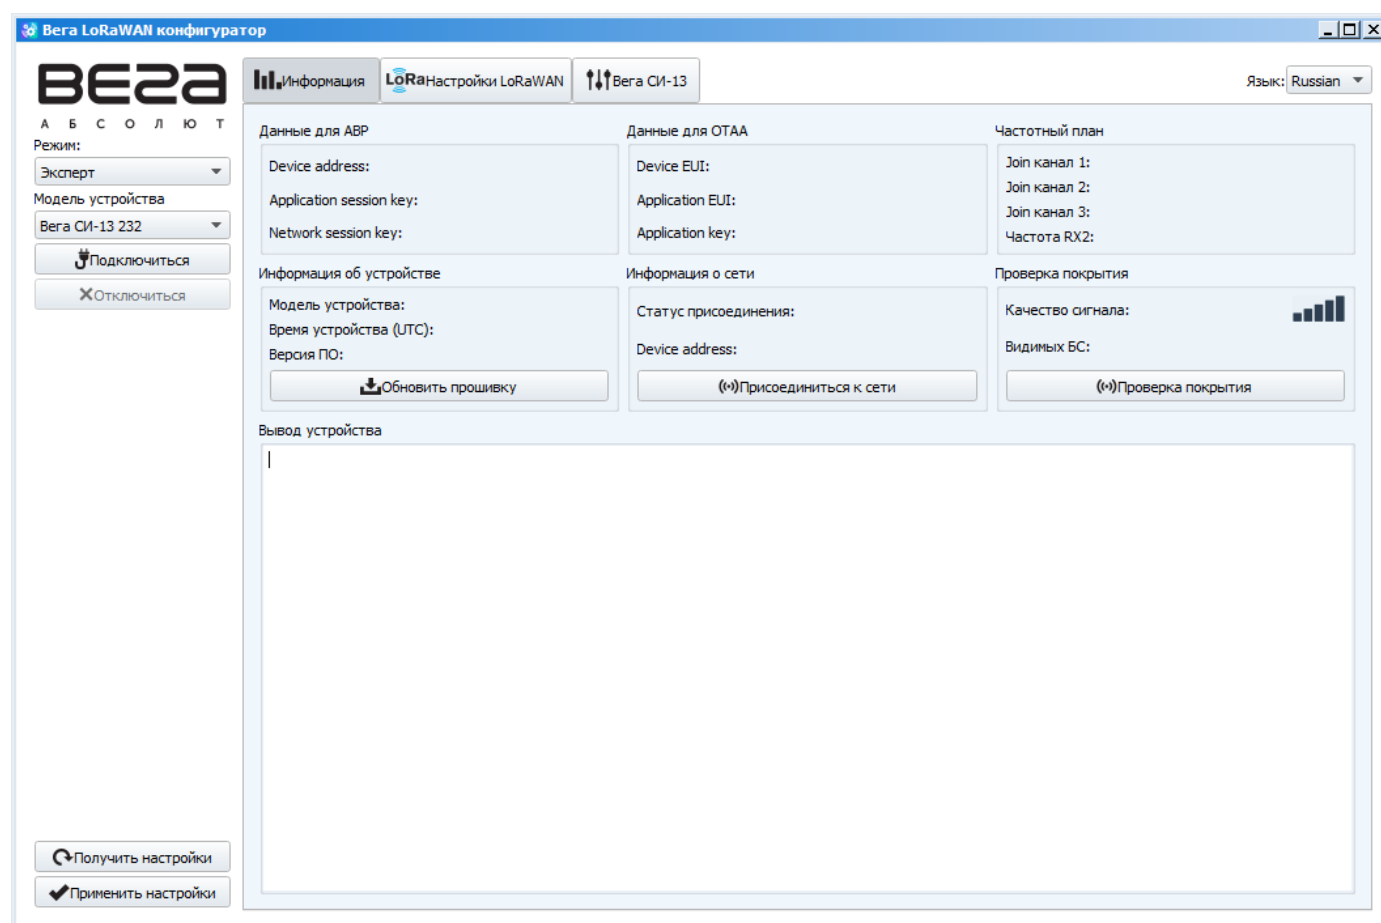 Вега LoRaWAN конфигуратор
ВЕГА
АБСОЛЮТ
Режим:
Эксперт
Модель устройства
Вега СИ-13 232
Подключиться
Отключиться
Получить настройки
Применить настройки
Информация
LoRa Настройки LoRaWAN
Вега СИ-13
Язык: Russian
Данные для ABP
Device address:
Application session key:
Network session key:
Данные для OTAA
Device EUI:
Application EUI:
Application key:
Частотный план
Join канал 1:
Join канал 2:
Join канал 3:
Частота RX2:
Информация об устройстве
Модель устройства:
Время устройства (UTC):
Версия ПО:
Обновить прошивку
Информация о сети
Статус присоединения:
Device address:
Присоединиться к сети
Проверка покрытия
Качество сигнала:
Видимых БС:
Проверка покрытия
Вывод устройства